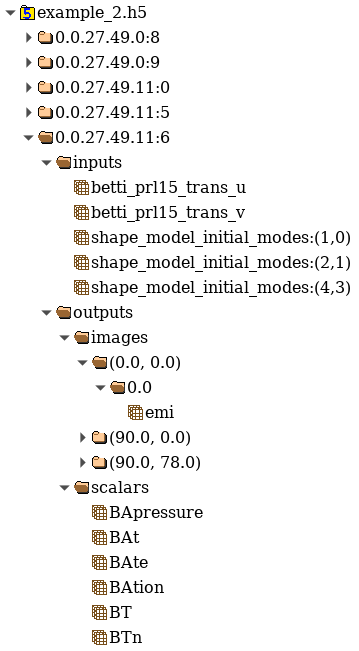 example_2.h5
0.0.27.49.0:8
0.0.27.49.0:9
0.0.27.49.11:0
0.0.27.49.11:5
0.0.27.49.11:6
inputs
betti_prl15_trans_u
betti_prl15_trans_v
shape_model_initial_modes:(1,0)
shape_model_initial_modes:(2,1)
shape_model_initial_modes:(4,3)
outputs
images
(0.0, 0.0)
0.0
emi
(90.0, 0.0)
(90.0, 78.0)
scalars
BApressure
BAt
BAte
BAtion
BT
BTn